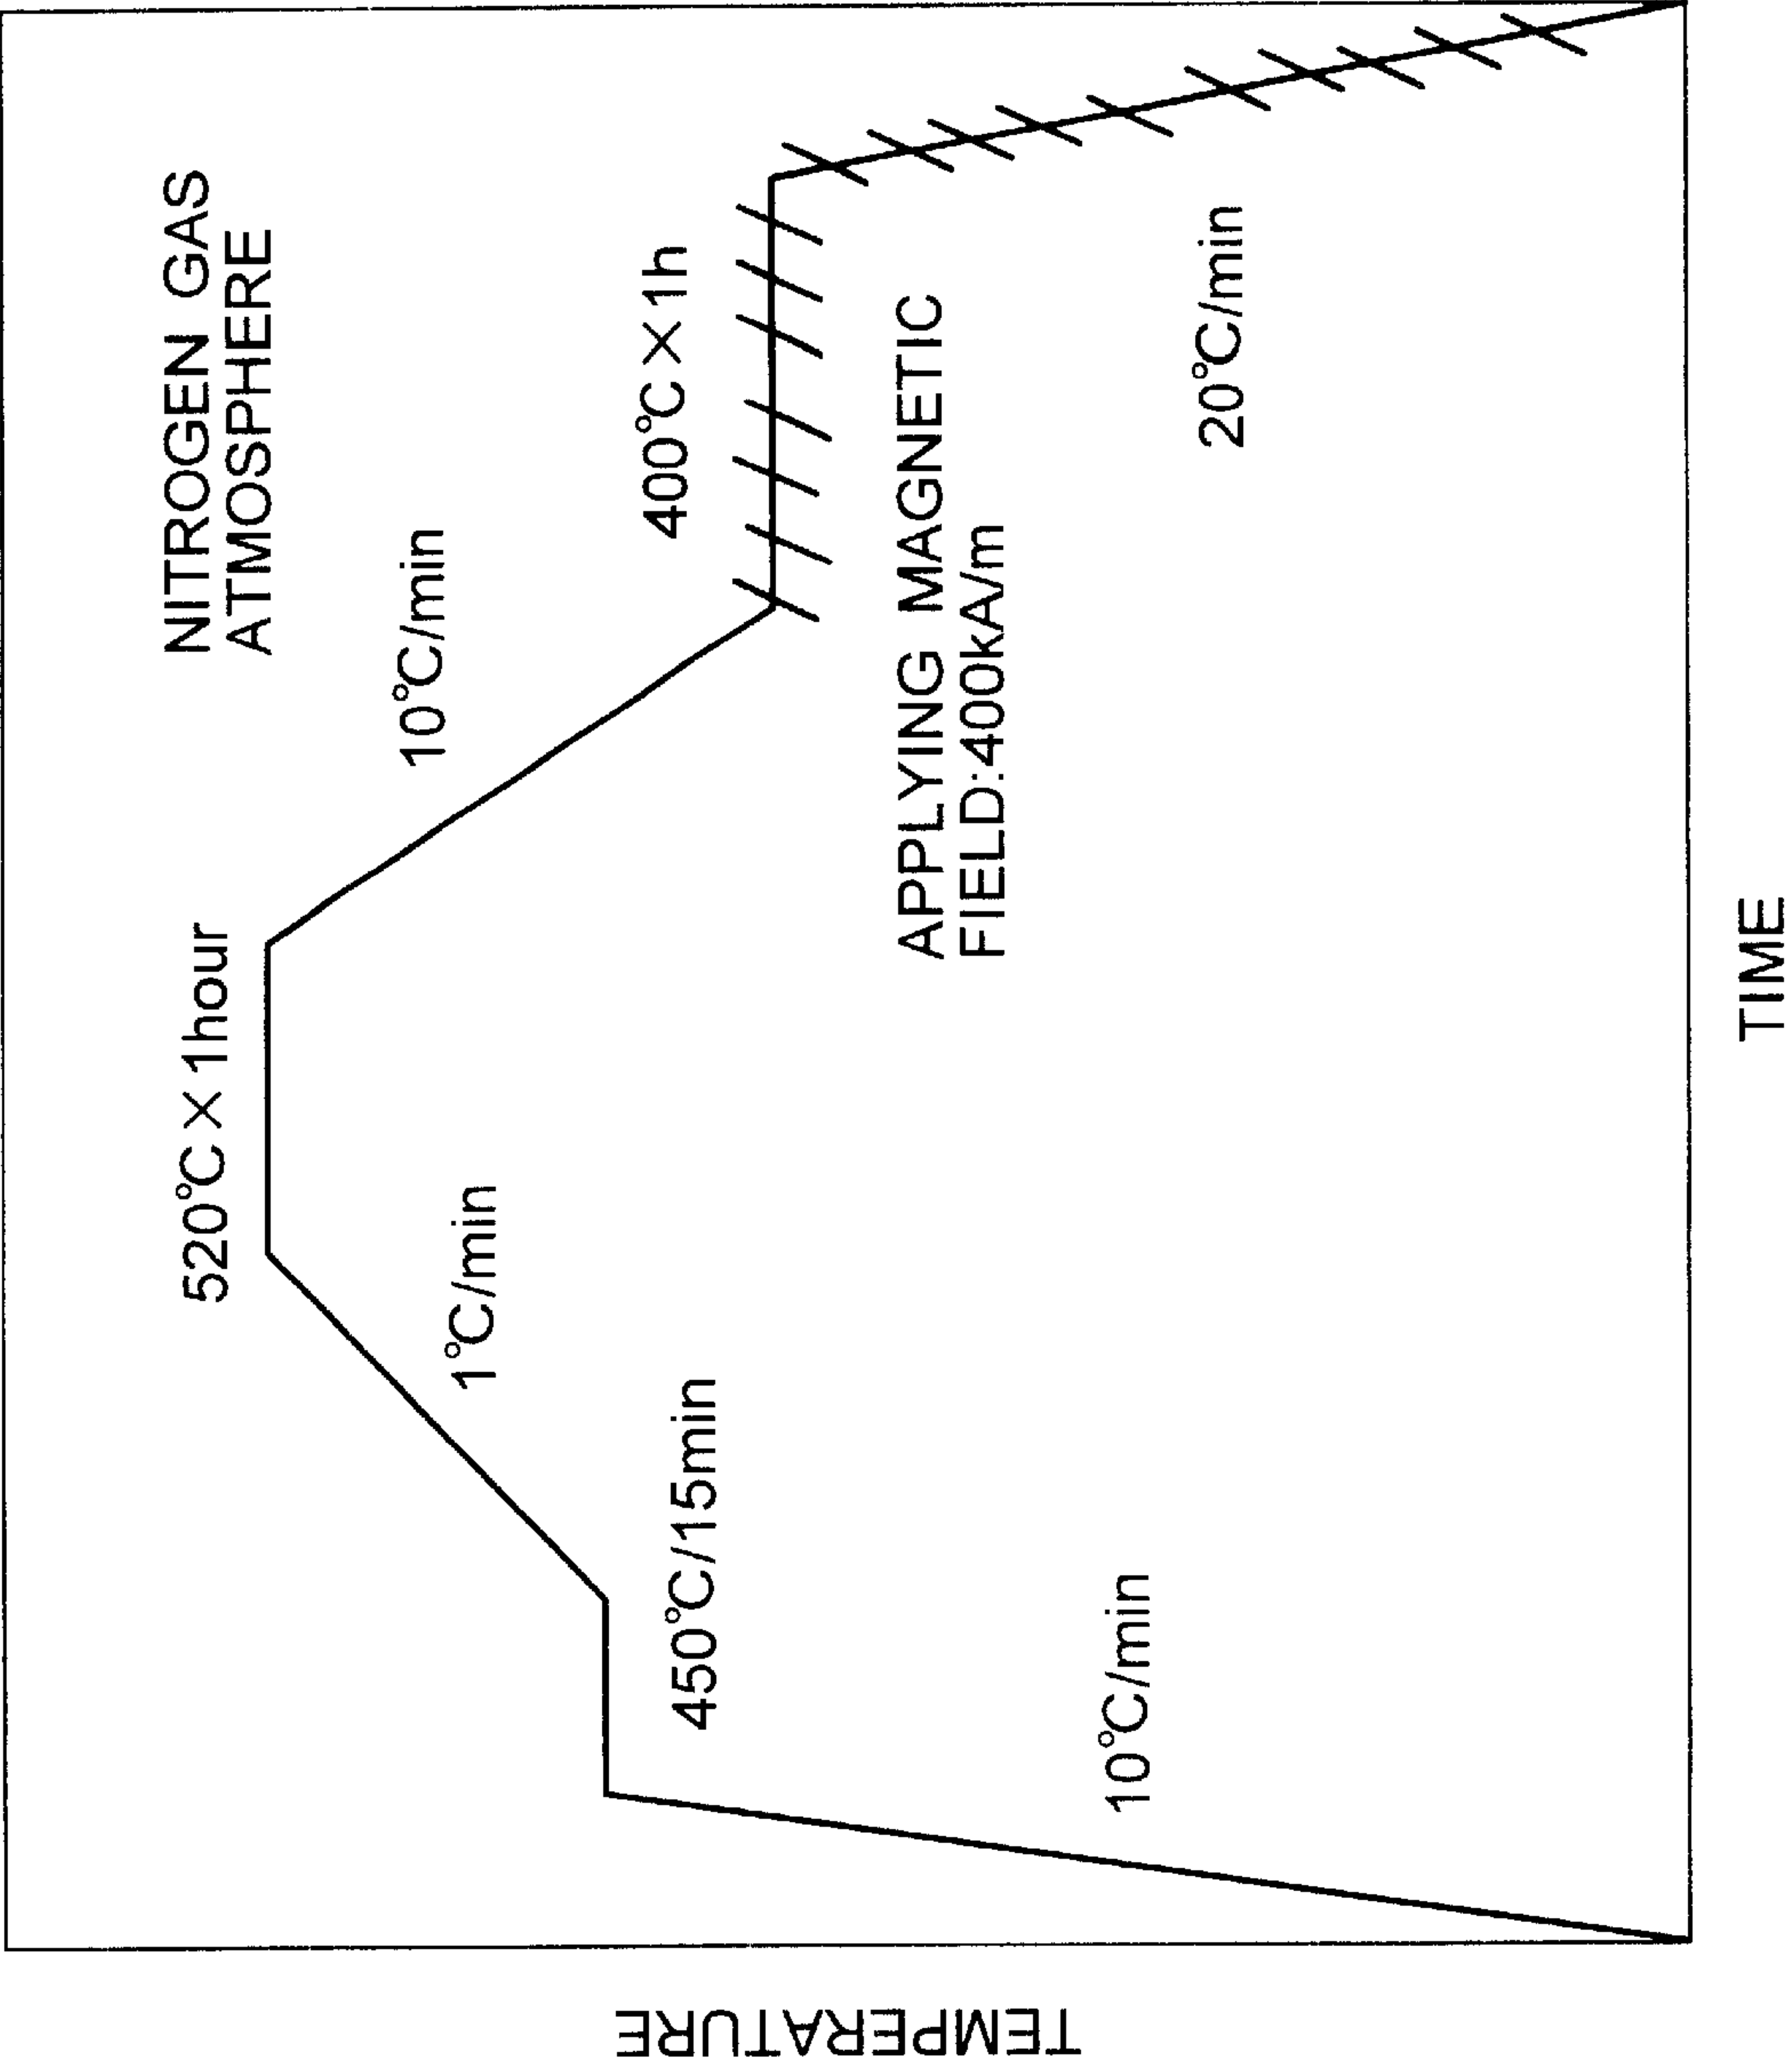 NITROGEN GAS
ATMOSPHERE
520℃×1hour
10℃/min
1℃/min
400℃×1h
450℃/15min
APPLYING MAGNETIC
FIELD:400kA/m
10℃/min
20℃/min
TEMPERATURE
TIME